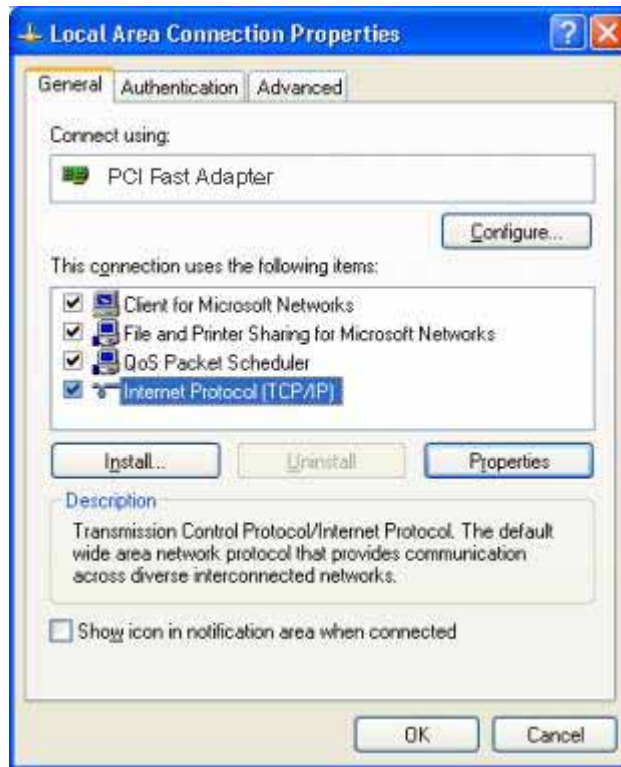 Local Area Connection Properties
General Authentication Advanced
Connect using:
PCI Fast Adapter
Configure...
This connection uses the following items:
Client for Microsoft Networks
File and Printer Sharing for Microsoft Networks
QoS Packet Scheduler
Internet Protocol (TCP/IP)
Install... Uninstall Properties
Description
Transmission Control Protocol/Internet Protocol. The default
wide area network protocol that provides communication
across diverse interconnected networks.
Show icon in notification area when connected
OK Cancel